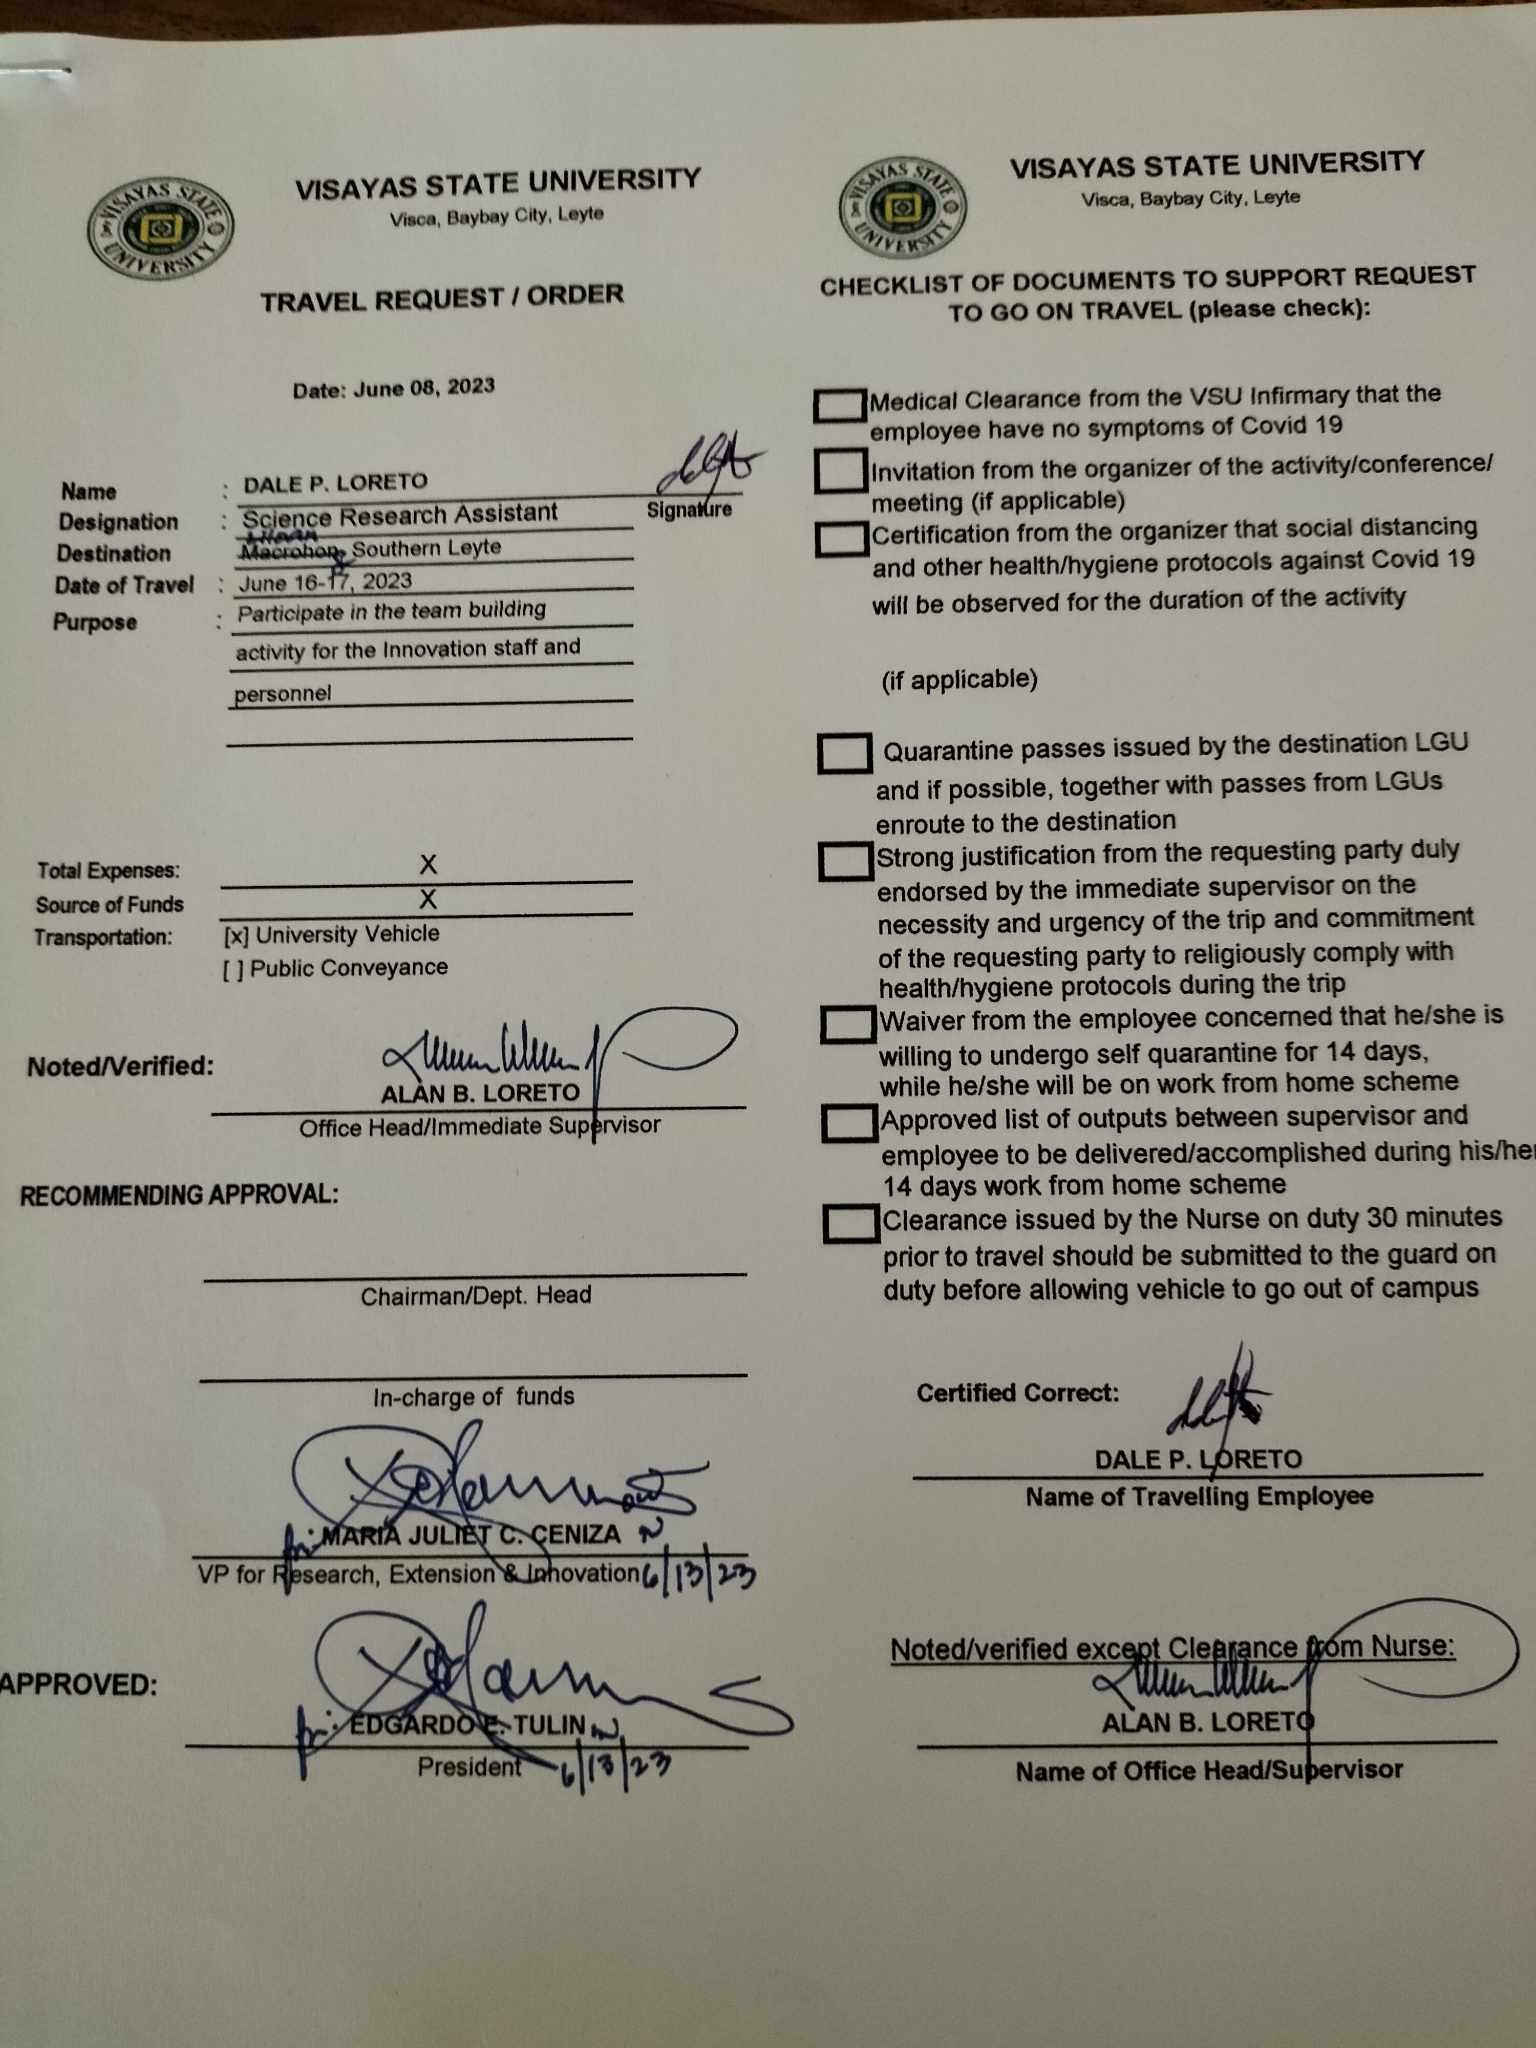 VISAYAS STATE UNIVERSITY
Visca, Baybay City, Leyte
TRAVEL REQUEST / ORDER
Date: June 08, 2023
Name : DALE P. LORETO
Signature
Designation : Science Research Assistant
Liloan
Destination : Macrohon, Southern Leyte
Date of Travel : June 16-17, 2023
Purpose : Participate in the team building
activity for the Innovation staff and
personnel
Total Expenses: X
Source of Funds X
Transportation: [x] University Vehicle
[ ] Public Conveyance
Noted/Verified:
ALAN B. LORETO
Office Head/Immediate Supervisor
RECOMMENDING APPROVAL:
Chairman/Dept. Head
In-charge of funds
for: MARIA JULIET C. CENIZA
VP for Research, Extension & Innovation 6/13/23
APPROVED:
for: EDGARDO E. TULIN
President 6/13/23
VISAYAS STATE UNIVERSITY
VISAYAS STATE UNIVERSITY
Visca, Baybay City, Leyte
CHECKLIST OF DOCUMENTS TO SUPPORT REQUEST
TO GO ON TRAVEL (please check):
Medical Clearance from the VSU Infirmary that the
employee have no symptoms of Covid 19
Invitation from the organizer of the activity/conference/
meeting (if applicable)
Certification from the organizer that social distancing
and other health/hygiene protocols against Covid 19
will be observed for the duration of the activity
(if applicable)
Quarantine passes issued by the destination LGU
and if possible, together with passes from LGUs
enroute to the destination
Strong justification from the requesting party duly
endorsed by the immediate supervisor on the
necessity and urgency of the trip and commitment
of the requesting party to religiously comply with
health/hygiene protocols during the trip
Waiver from the employee concerned that he/she is
willing to undergo self quarantine for 14 days,
while he/she will be on work from home scheme
Approved list of outputs between supervisor and
employee to be delivered/accomplished during his/her
14 days work from home scheme
Clearance issued by the Nurse on duty 30 minutes
prior to travel should be submitted to the guard on
duty before allowing vehicle to go out of campus
Certified Correct:
DALE P. LORETO
Name of Travelling Employee
Noted/verified except Clearance from Nurse:
ALAN B. LORETO
Name of Office Head/Supervisor
VISAYAS STATE UNIVERSITY